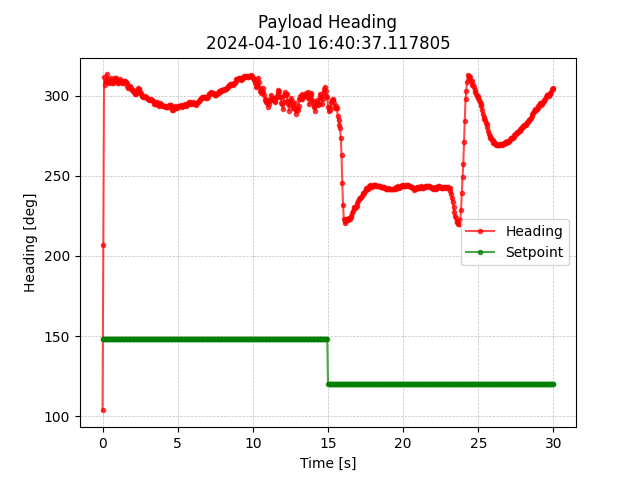 Payload Heading
2024-04-10 16:40:37.117805
Heading [deg]
300
250
200
150
100
Heading
Setpoint
0 5 10 15 20 25 30
Time [s]